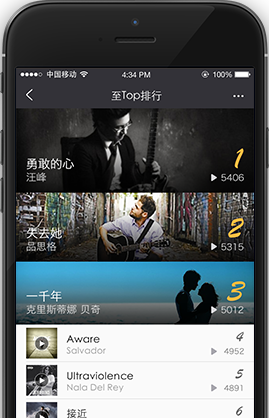 中国移动 4:34 PM 100%
至Top排行
1
勇敢的心
汪峰 5406
2
失去她
品思格 5315
3
一千年
克里斯蒂娜 贝奇 5012
Aware 4
Salvador 4952
Ultraviolence 5
Nala Del Rey 4891
接近 6